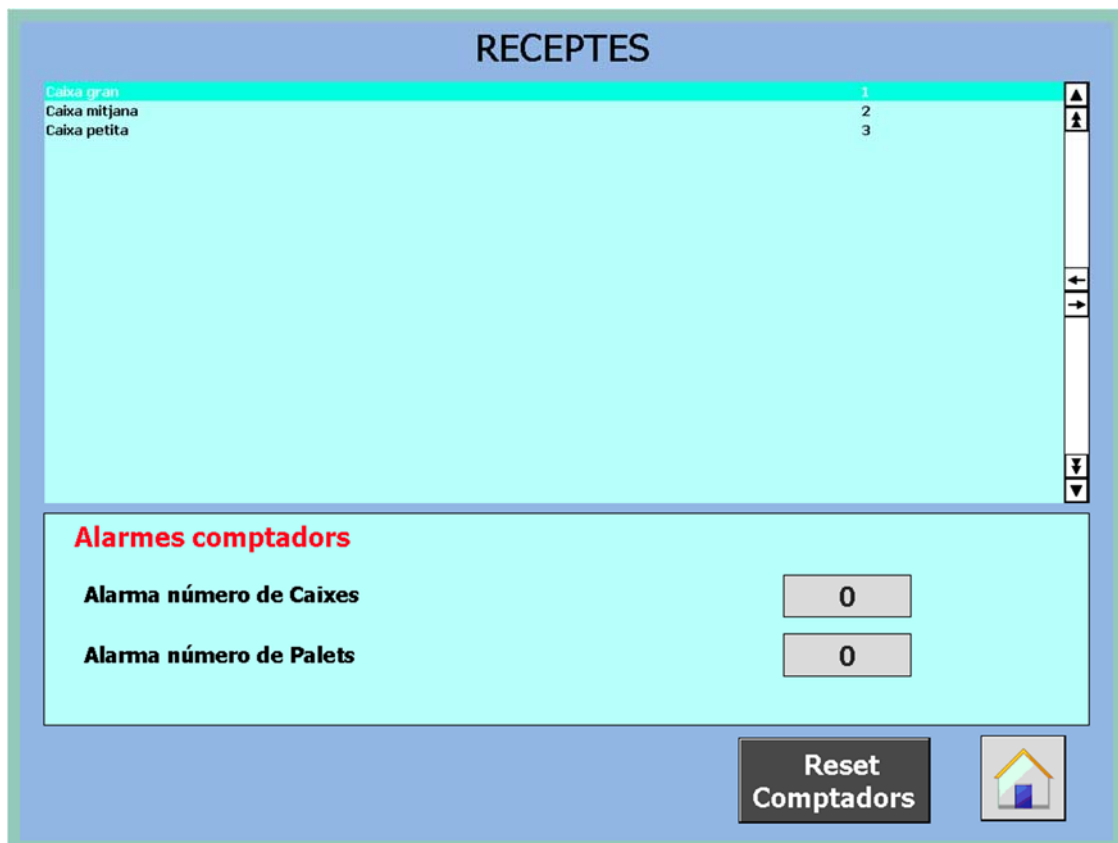 RECEPTES
Caixa gran 1
Caixa mitjana 2
Caixa petita 3
Alarmes comptadors
Alarma número de Caixes 0
Alarma número de Palets 0
Reset
Comptadors